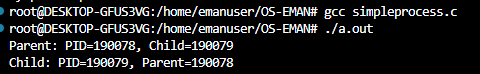 root@DESKTOP-GFUS3VG:/home/emanuser/OS-EMAN# gcc simpleprocess.c
root@DESKTOP-GFUS3VG:/home/emanuser/OS-EMAN# ./a.out
Parent: PID=190078, Child=190079
Child: PID=190079, Parent=190078